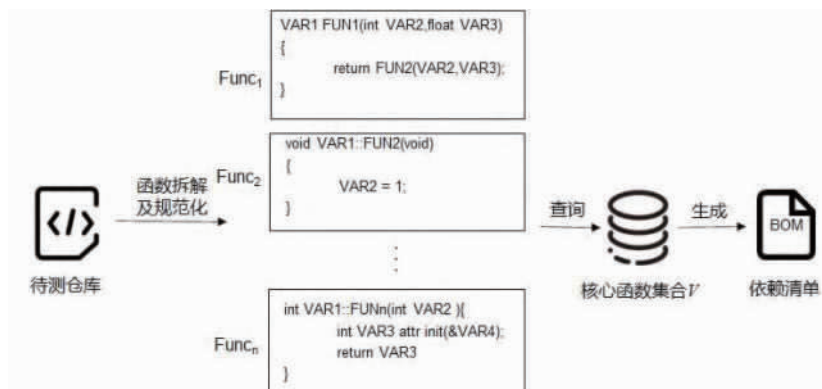 VAR1 FUN1(int VAR2,float VAR3)
{
return FUN2(VAR2,VAR3);
}
Func1
void VAR1::FUN2(void)
{
VAR2 = 1;
}
Func2
函数拆解
及规范化
</>
待测仓库
查询
生成
BOM
核心函数集合V
依赖清单
int VAR1::FUNn(int VAR2 ){
int VAR3 attr init(&VAR4);
return VAR3
}
Funcn